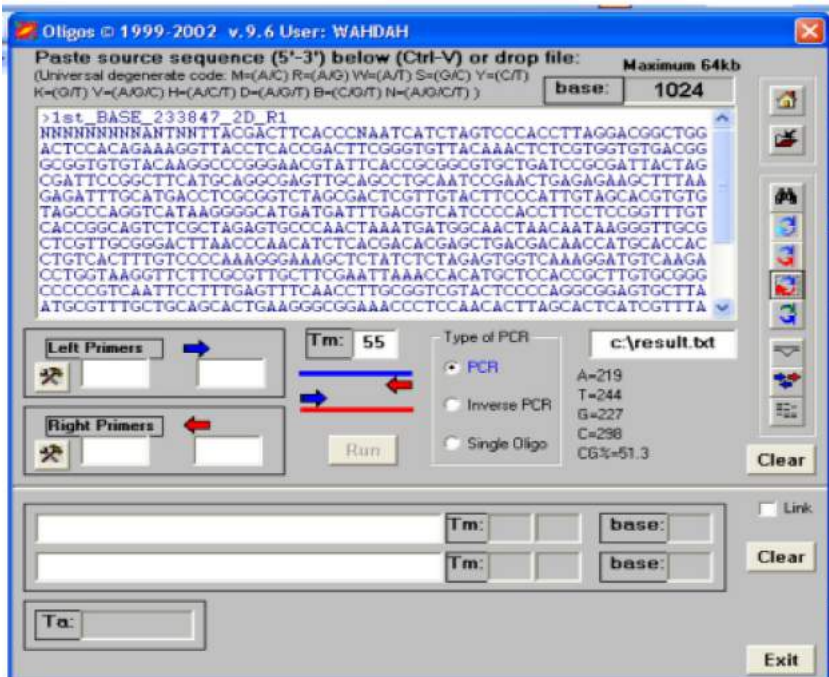 Oligos © 1999-2002 v.9.6 User: WAHDAH
Paste source sequence (5'-3') below (Ctrl-V) or drop file:
Maximum 64kb
(Universal degenerate code: M=(A/C) R=(A/G) W=(A/T) S=(G/C) Y=(C/T)
K=(G/T) V=(A/G/C) H=(A/C/T) D=(A/G/T) B=(C/G/T) N=(A/G/C/T) )
base: 1024
>1st_BASE_233847_2D_R1
NNNNNNNNNNANTNNTTACGACTTCACCCNAATCATCTAGTCCCACCTTAGGACGGCTGG
ACTCCACAGAAAGGTTACCTCACCGACTTCGGGTGTTACAAACTCTCGTGGTGTGACGG
GCGGTGTGTACAAGGCCCGGGAACGTATTCACCGCGGCGTGCTGATCCGCGATTACTAG
CGATTCCGGCTTCATGCAGGCGAGTTGCAGCCTGCAATCCGAACTGAGAGAAGCTTTAA
GAGATTTGCATGACCTCGCGGTCTAGCGACTCGTTGTACTTCCCATTGTAGCACGTGTG
TAGCCCAGGTCATAAGGGGCATGATGATTTGACGTCATCCCCACCTTCCTCCGGTTTGT
CACCGGCAGTCTCGCTAGAGTGCCCAACTAAATGATGGCAACTAACAATAAGGGTTGCG
CTCGTTGCGGGACTTAACCCAACATCTCACGACACGAGCTGACGACAACCATGCACCAC
CTGTCACTTTGTCCCCAAAGGGAAAGCTCTATCTCTAGAGTGGTCAAAGGATGTCAAGA
CCTGGTAAGGTTCTTCGCGTTGCTTCGAATTAAACCACATGCTCCACCGCTTGTGCGGG
CCCCCGTCAATTCCTTTGAGTTTCAACCTTGCGGTCGTACTCCCCAGGCGGAGTGCTTA
ATGCGTTTGCTGCAGCACTGAAGGGCGGAAACCCTCCAACACTTAGCACTCATCGTTTA
Left Primers
Tm: 55
Type of PCR
c:\result.txt
PCR
Inverse PCR
Single Oligo
A=219
T=244
G=227
C=298
CG%=51.3
Right Primers
Run
Clear
Tm:
base:
Link
Tm:
base:
Clear
Ta:
Exit